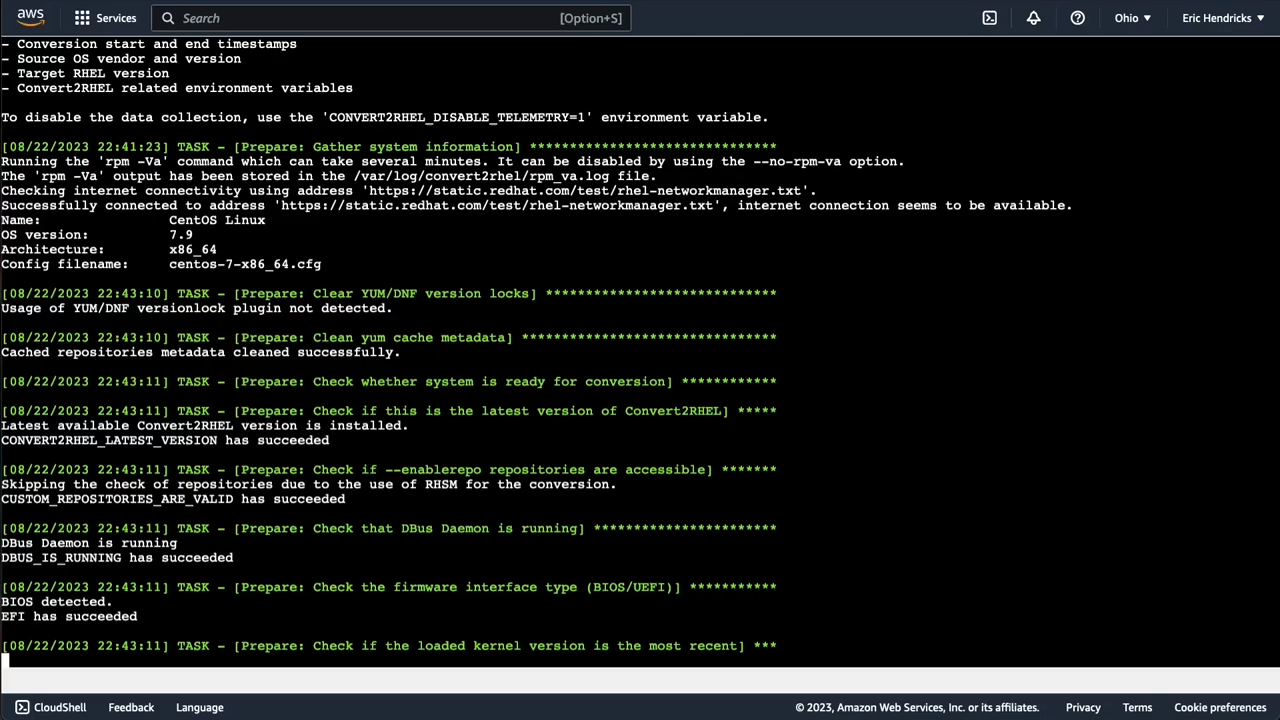 aws
Services
Search
[Option+S]
Ohio
Eric Hendricks
- Conversion start and end timestamps
- Source OS vendor and version
- Target RHEL version
- Convert2RHEL related environment variables
To disable the data collection, use the 'CONVERT2RHEL_DISABLE_TELEMETRY=1' environment variable.
[08/22/2023 22:41:23] TASK - [Prepare: Gather system information] *******************************
Running the 'rpm -Va' command which can take several minutes. It can be disabled by using the --no-rpm-va option.
The 'rpm -Va' output has been stored in the /var/log/convert2rhel/rpm_va.log file.
Checking internet connectivity using address 'https://static.redhat.com/test/rhel-networkmanager.txt'.
Successfully connected to address 'https://static.redhat.com/test/rhel-networkmanager.txt', internet connection seems to be available.
Name: CentOS Linux
OS version: 7.9
Architecture: x86_64
Config filename: centos-7-x86_64.cfg
[08/22/2023 22:43:10] TASK - [Prepare: Clear YUM/DNF version locks] *****************************
Usage of YUM/DNF versionlock plugin not detected.
[08/22/2023 22:43:10] TASK - [Prepare: Clean yum cache metadata] ********************************
Cached repositories metadata cleaned successfully.
[08/22/2023 22:43:11] TASK - [Prepare: Check whether system is ready for conversion] ************
[08/22/2023 22:43:11] TASK - [Prepare: Check if this is the latest version of Convert2RHEL] *****
Latest available Convert2RHEL version is installed.
CONVERT2RHEL_LATEST_VERSION has succeeded
[08/22/2023 22:43:11] TASK - [Prepare: Check if --enablerepo repositories are accessible] *******
Skipping the check of repositories due to the use of RHSM for the conversion.
CUSTOM_REPOSITORIES_ARE_VALID has succeeded
[08/22/2023 22:43:11] TASK - [Prepare: Check that DBus Daemon is running] ***********************
DBus Daemon is running
DBUS_IS_RUNNING has succeeded
[08/22/2023 22:43:11] TASK - [Prepare: Check the firmware interface type (BIOS/UEFI)] ***********
BIOS detected.
EFI has succeeded
[08/22/2023 22:43:11] TASK - [Prepare: Check if the loaded kernel version is the most recent] ***
CloudShell
Feedback
Language
© 2023, Amazon Web Services, Inc. or its affiliates.
Privacy
Terms
Cookie preferences